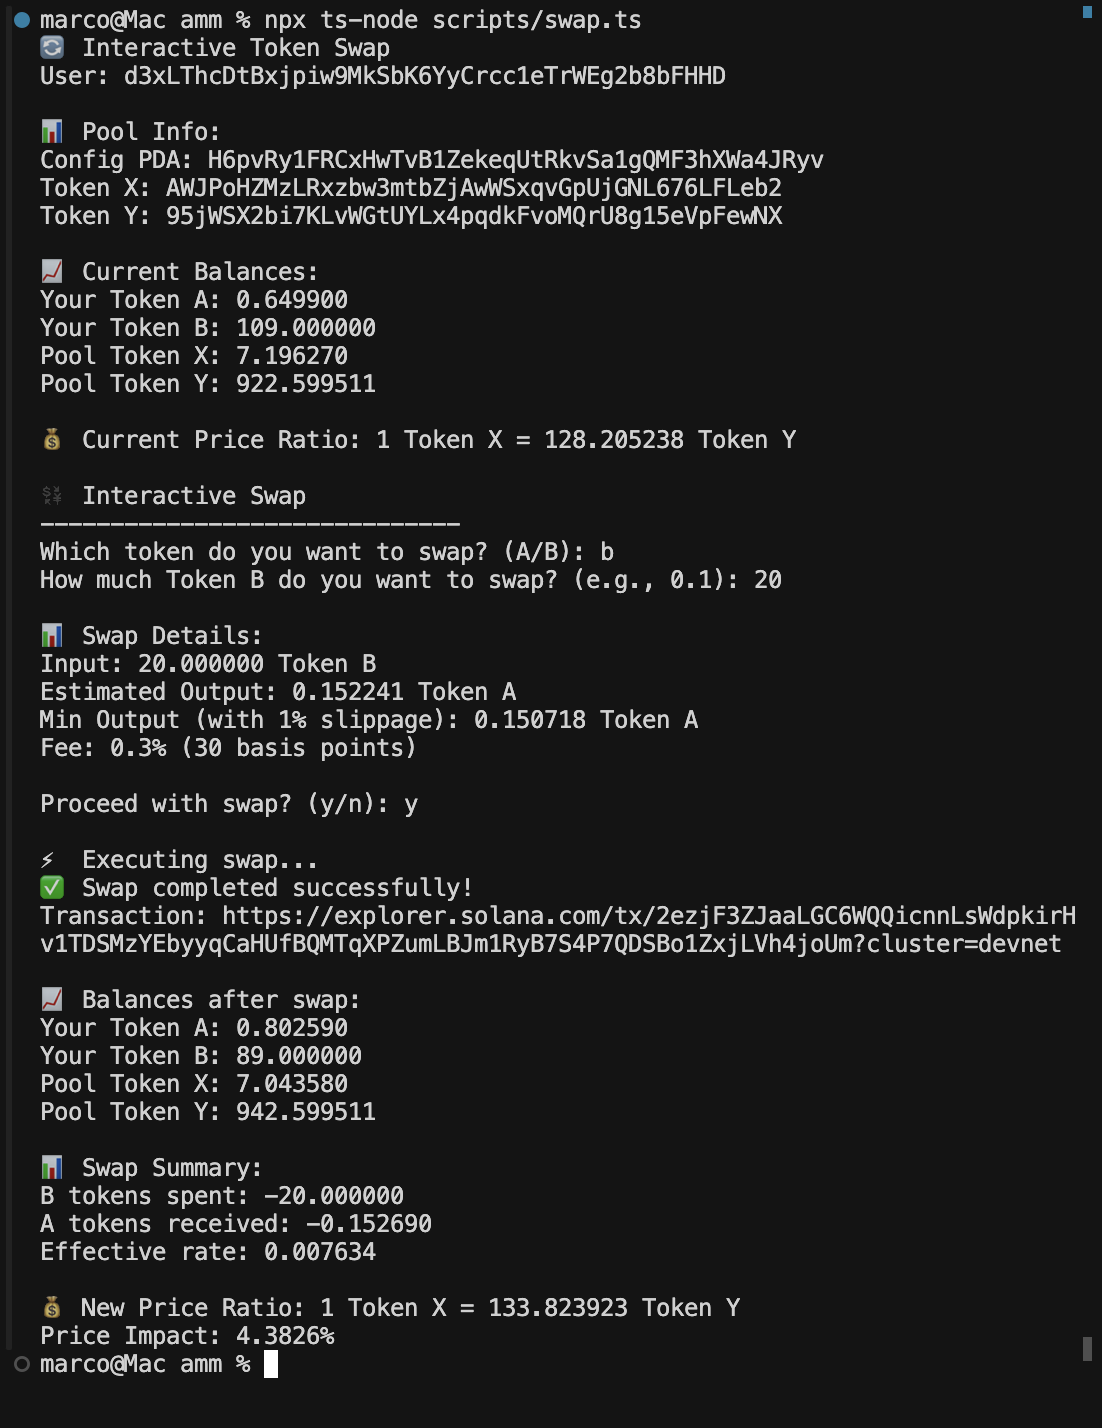 marco@Mac amm % npx ts-node scripts/swap.ts
🔄 Interactive Token Swap
User: d3xLThcDtBxjpiw9MkSbK6YyCrcc1eTrWEg2b8bFHHD
📊 Pool Info:
Config PDA: H6pvRy1FRCxHwTvB1ZekeqUtRkvSa1gQMF3hXWa4JRyv
Token X: AWJPoHZMzLRxzbw3mtbZjAwWSxqvGpUjGNL676LFLeb2
Token Y: 95jWSX2bi7KLvWGtUYLx4pqdkFvoMQrU8g15eVpFewNX
📈 Current Balances:
Your Token A: 0.649900
Your Token B: 109.000000
Pool Token X: 7.196270
Pool Token Y: 922.599511
💰 Current Price Ratio: 1 Token X = 128.205238 Token Y
💱 Interactive Swap
------------------------------
Which token do you want to swap? (A/B): b
How much Token B do you want to swap? (e.g., 0.1): 20
📊 Swap Details:
Input: 20.000000 Token B
Estimated Output: 0.152241 Token A
Min Output (with 1% slippage): 0.150718 Token A
Fee: 0.3% (30 basis points)
Proceed with swap? (y/n): y
⚡ Executing swap...
✅ Swap completed successfully!
Transaction: https://explorer.solana.com/tx/2ezjF3ZJaaLGC6WQQicnnLsWdpkirH
v1TDSMzYEbyyqCaHUfBQMTqXPZumLBJm1RyB7S4P7QDSBo1ZxjLVh4joUm?cluster=devnet
📈 Balances after swap:
Your Token A: 0.802590
Your Token B: 89.000000
Pool Token X: 7.043580
Pool Token Y: 942.599511
📊 Swap Summary:
B tokens spent: -20.000000
A tokens received: -0.152690
Effective rate: 0.007634
💰 New Price Ratio: 1 Token X = 133.823923 Token Y
Price Impact: 4.3826%
marco@Mac amm %